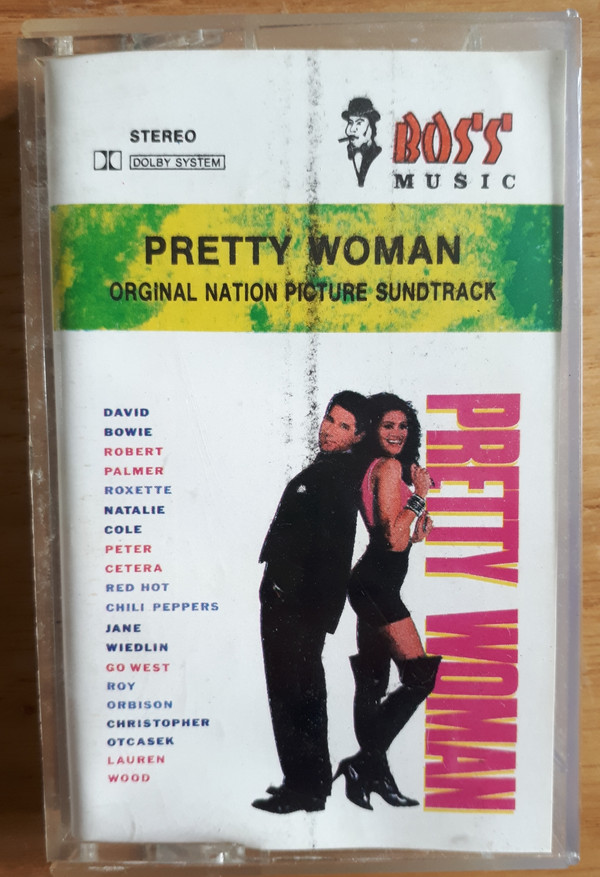 STEREO
DOLBY SYSTEM
BOSS
MUSIC
PRETTY WOMAN
ORGINAL NATION PICTURE SUNDTRACK
DAVID
BOWIE
ROBERT
PALMER
ROXETTE
NATALIE
COLE
PETER
CETERA
RED HOT
CHILI PEPPERS
JANE
WIEDLIN
GO WEST
ROY
ORBISON
CHRISTOPHER
OTCASEK
LAUREN
WOOD
PRETTY WOMAN